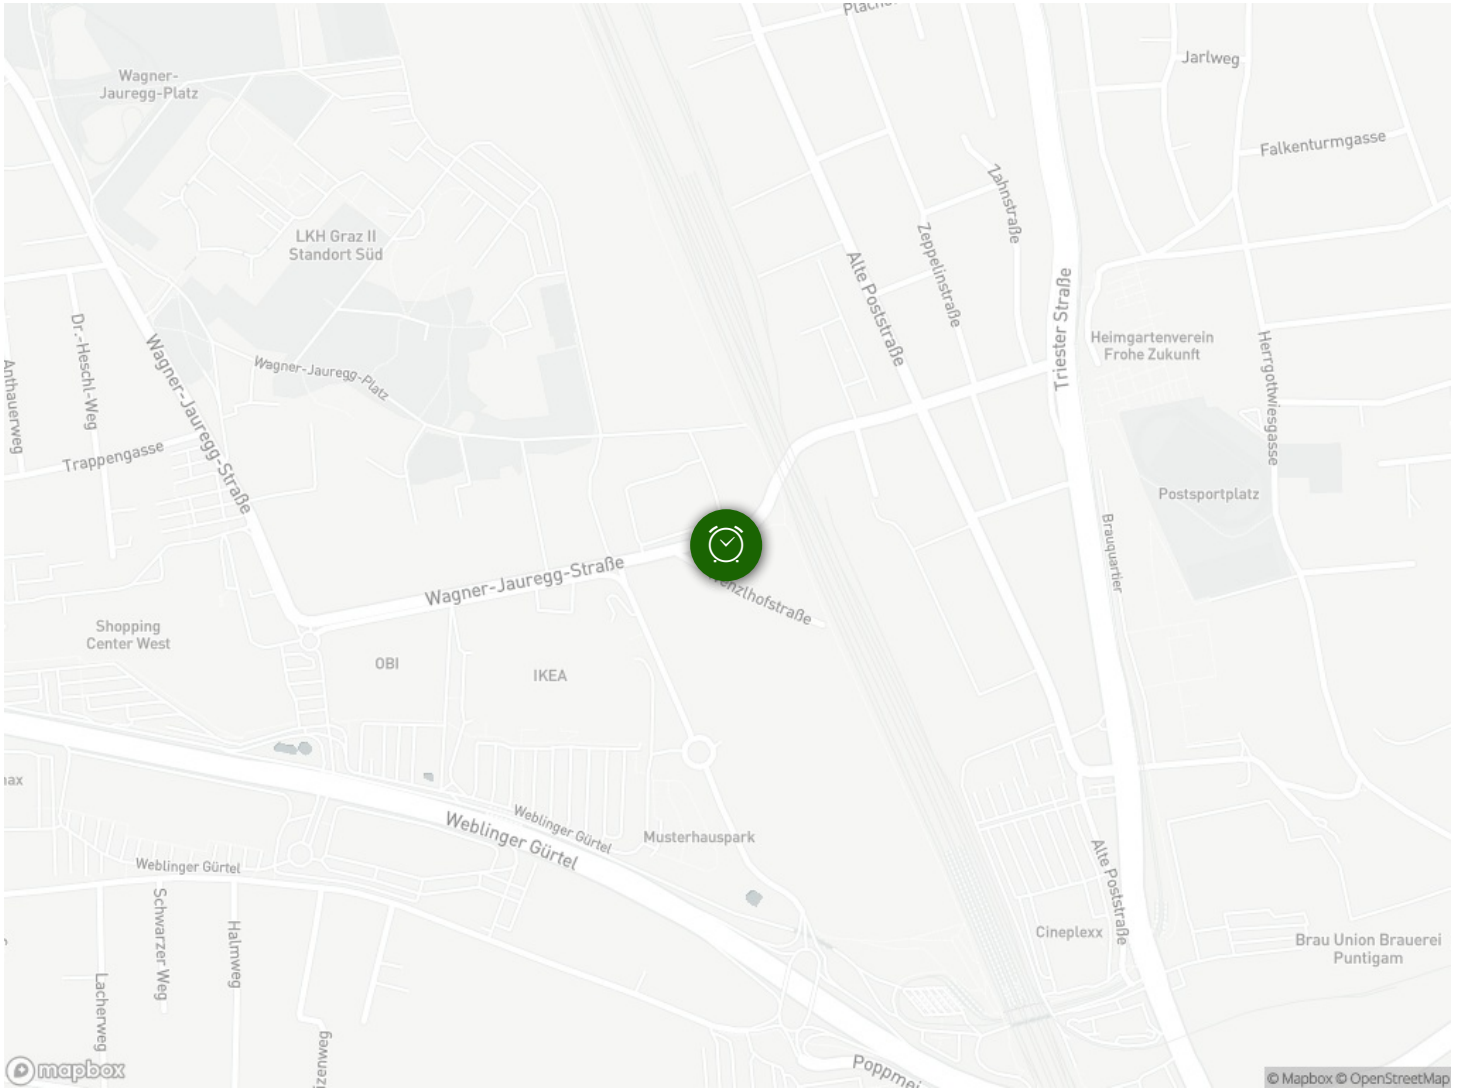 Jarlweg
Wagner-
Jauregg-Platz
Falkenturmgasse
Zahnstraße
LKH Graz II
Standort Süd
Zeppelinstraße
Alte Poststraße
Triester Straße
Heimgartenverein
Frohe Zukunft
Herrgottwiesgasse
Dr.-Heschl-Weg
Anthauerweg
Wagner-Jauregg-Straße
Wagner-Jauregg-Platz
Trappengasse
Postsportplatz
Brauquartier
Wagner-Jauregg-Straße
Shopping
Center West
OBI
IKEA
Weblinger Gürtel
Weblinger Gürtel
Musterhauspark
Weblinger Gürtel
Alte Poststraße
Schwarzer Weg
Halmweg
Lacherweg
Cineplexx
Brau Union Brauerei
Puntigam
mapbox
© Mapbox © OpenStreetMap